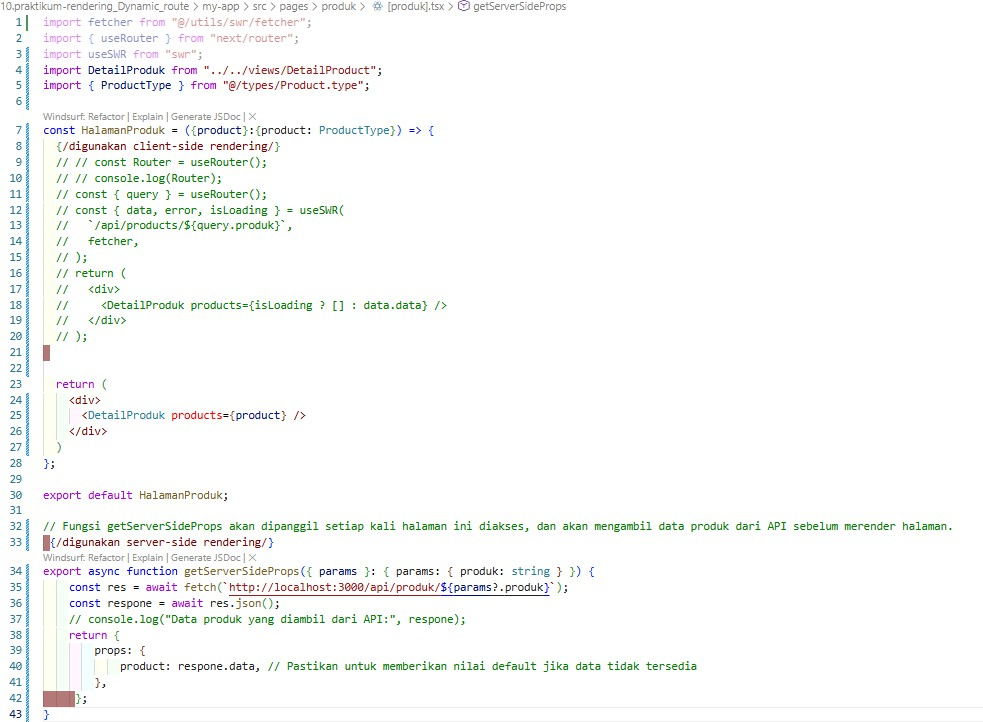 10.praktikum-rendering_Dynamic_route > my-app > src > pages > produk > [produk].tsx > getServerSideProps
1 import fetcher from "@/utils/swr/fetcher";
2 import { useRouter } from "next/router";
3 import useSWR from "swr";
4 import DetailProduk from "../../views/DetailProduct";
5 import { ProductType } from "@/types/Product.type";
6
Windsurf: Refactor | Explain | Generate JSDoc | X
7 const HalamanProduk = ({product}:{product: ProductType}) => {
8 {/digunakan client-side rendering/}
9 // // const Router = useRouter();
10 // // console.log(Router);
11 // const { query } = useRouter();
12 // const { data, error, isLoading } = useSWR(
13 // `/api/products/${query.produk}`,
14 // fetcher,
15 // );
16 // return (
17 // <div>
18 // <DetailProduk products={isLoading ? [] : data.data} />
19 // </div>
20 // );
21
22
23 return (
24 <div>
25 <DetailProduk products={product} />
26 </div>
27 )
28 };
29
30 export default HalamanProduk;
31
32 // Fungsi getServerSideProps akan dipanggil setiap kali halaman ini diakses, dan akan mengambil data produk dari API sebelum merender halaman.
33 {/digunakan server-side rendering/}
Windsurf: Refactor | Explain | Generate JSDoc | X
34 export async function getServerSideProps({ params }: { params: { produk: string } }) {
35 const res = await fetch(`http://localhost:3000/api/produk/${params?.produk}`);
36 const respone = await res.json();
37 // console.log("Data produk yang diambil dari API:", respone);
38 return {
39 props: {
40 product: respone.data, // Pastikan untuk memberikan nilai default jika data tidak tersedia
41 },
42 };
43 }